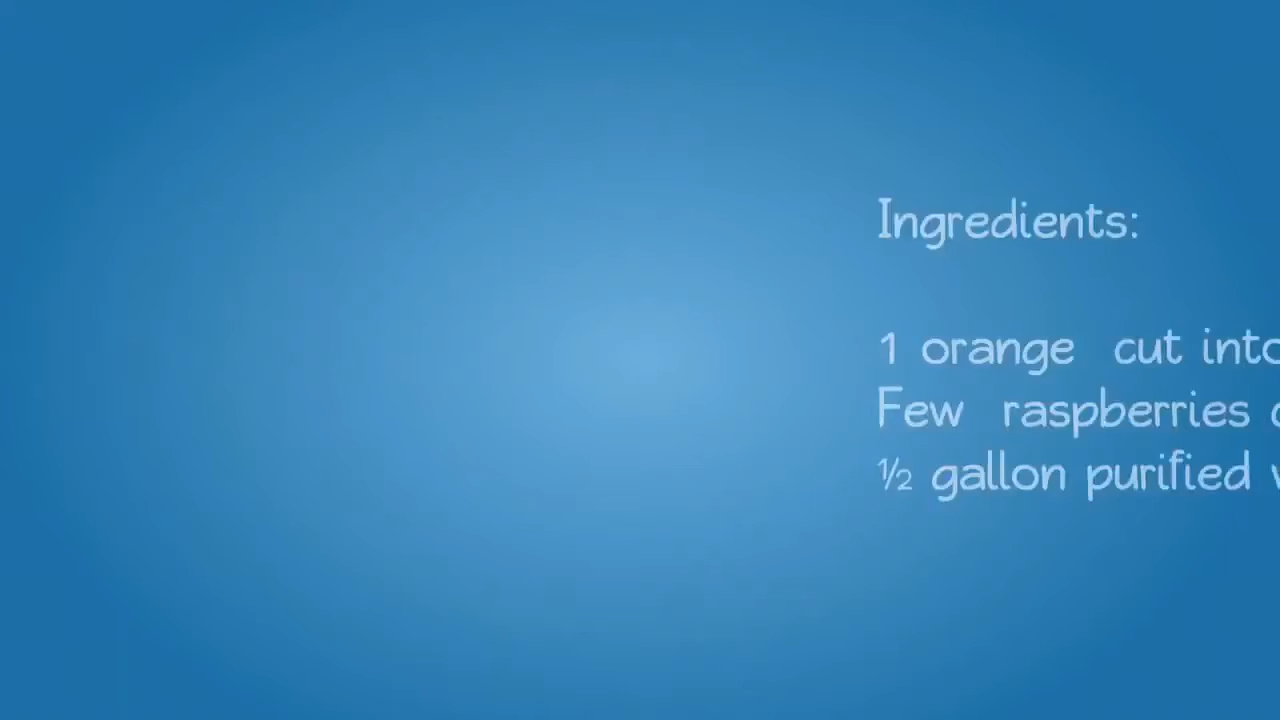 Ingredients:
1 orange cut into
Few raspberries
½ gallon purified